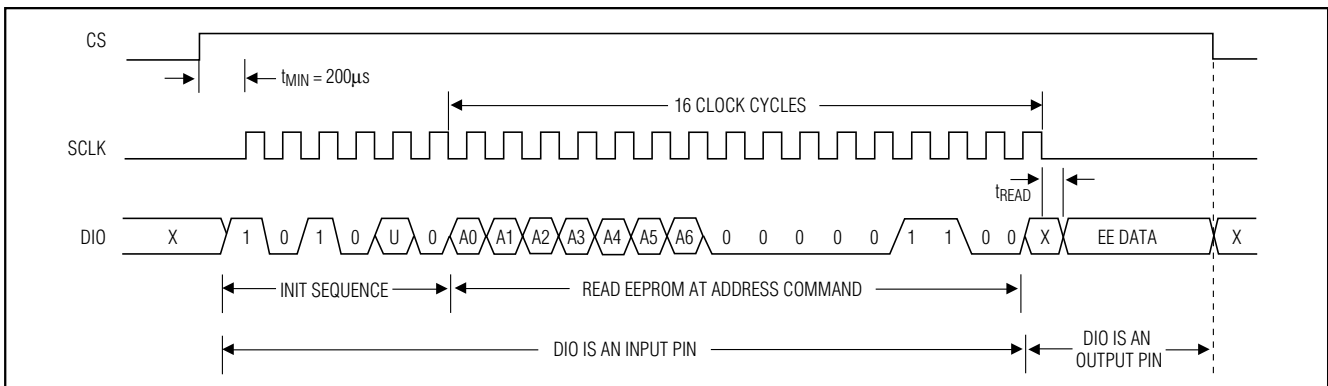 CS
tMIN = 200µs
16 CLOCK CYCLES
SCLK
tREAD
DIO X 1 0 1 0 U 0 A0 A1 A2 A3 A4 A5 A6 0 0 0 0 0 1 1 0 0 X EE DATA X
INIT SEQUENCE READ EEPROM AT ADDRESS COMMAND
DIO IS AN INPUT PIN
DIO IS AN
OUTPUT PIN